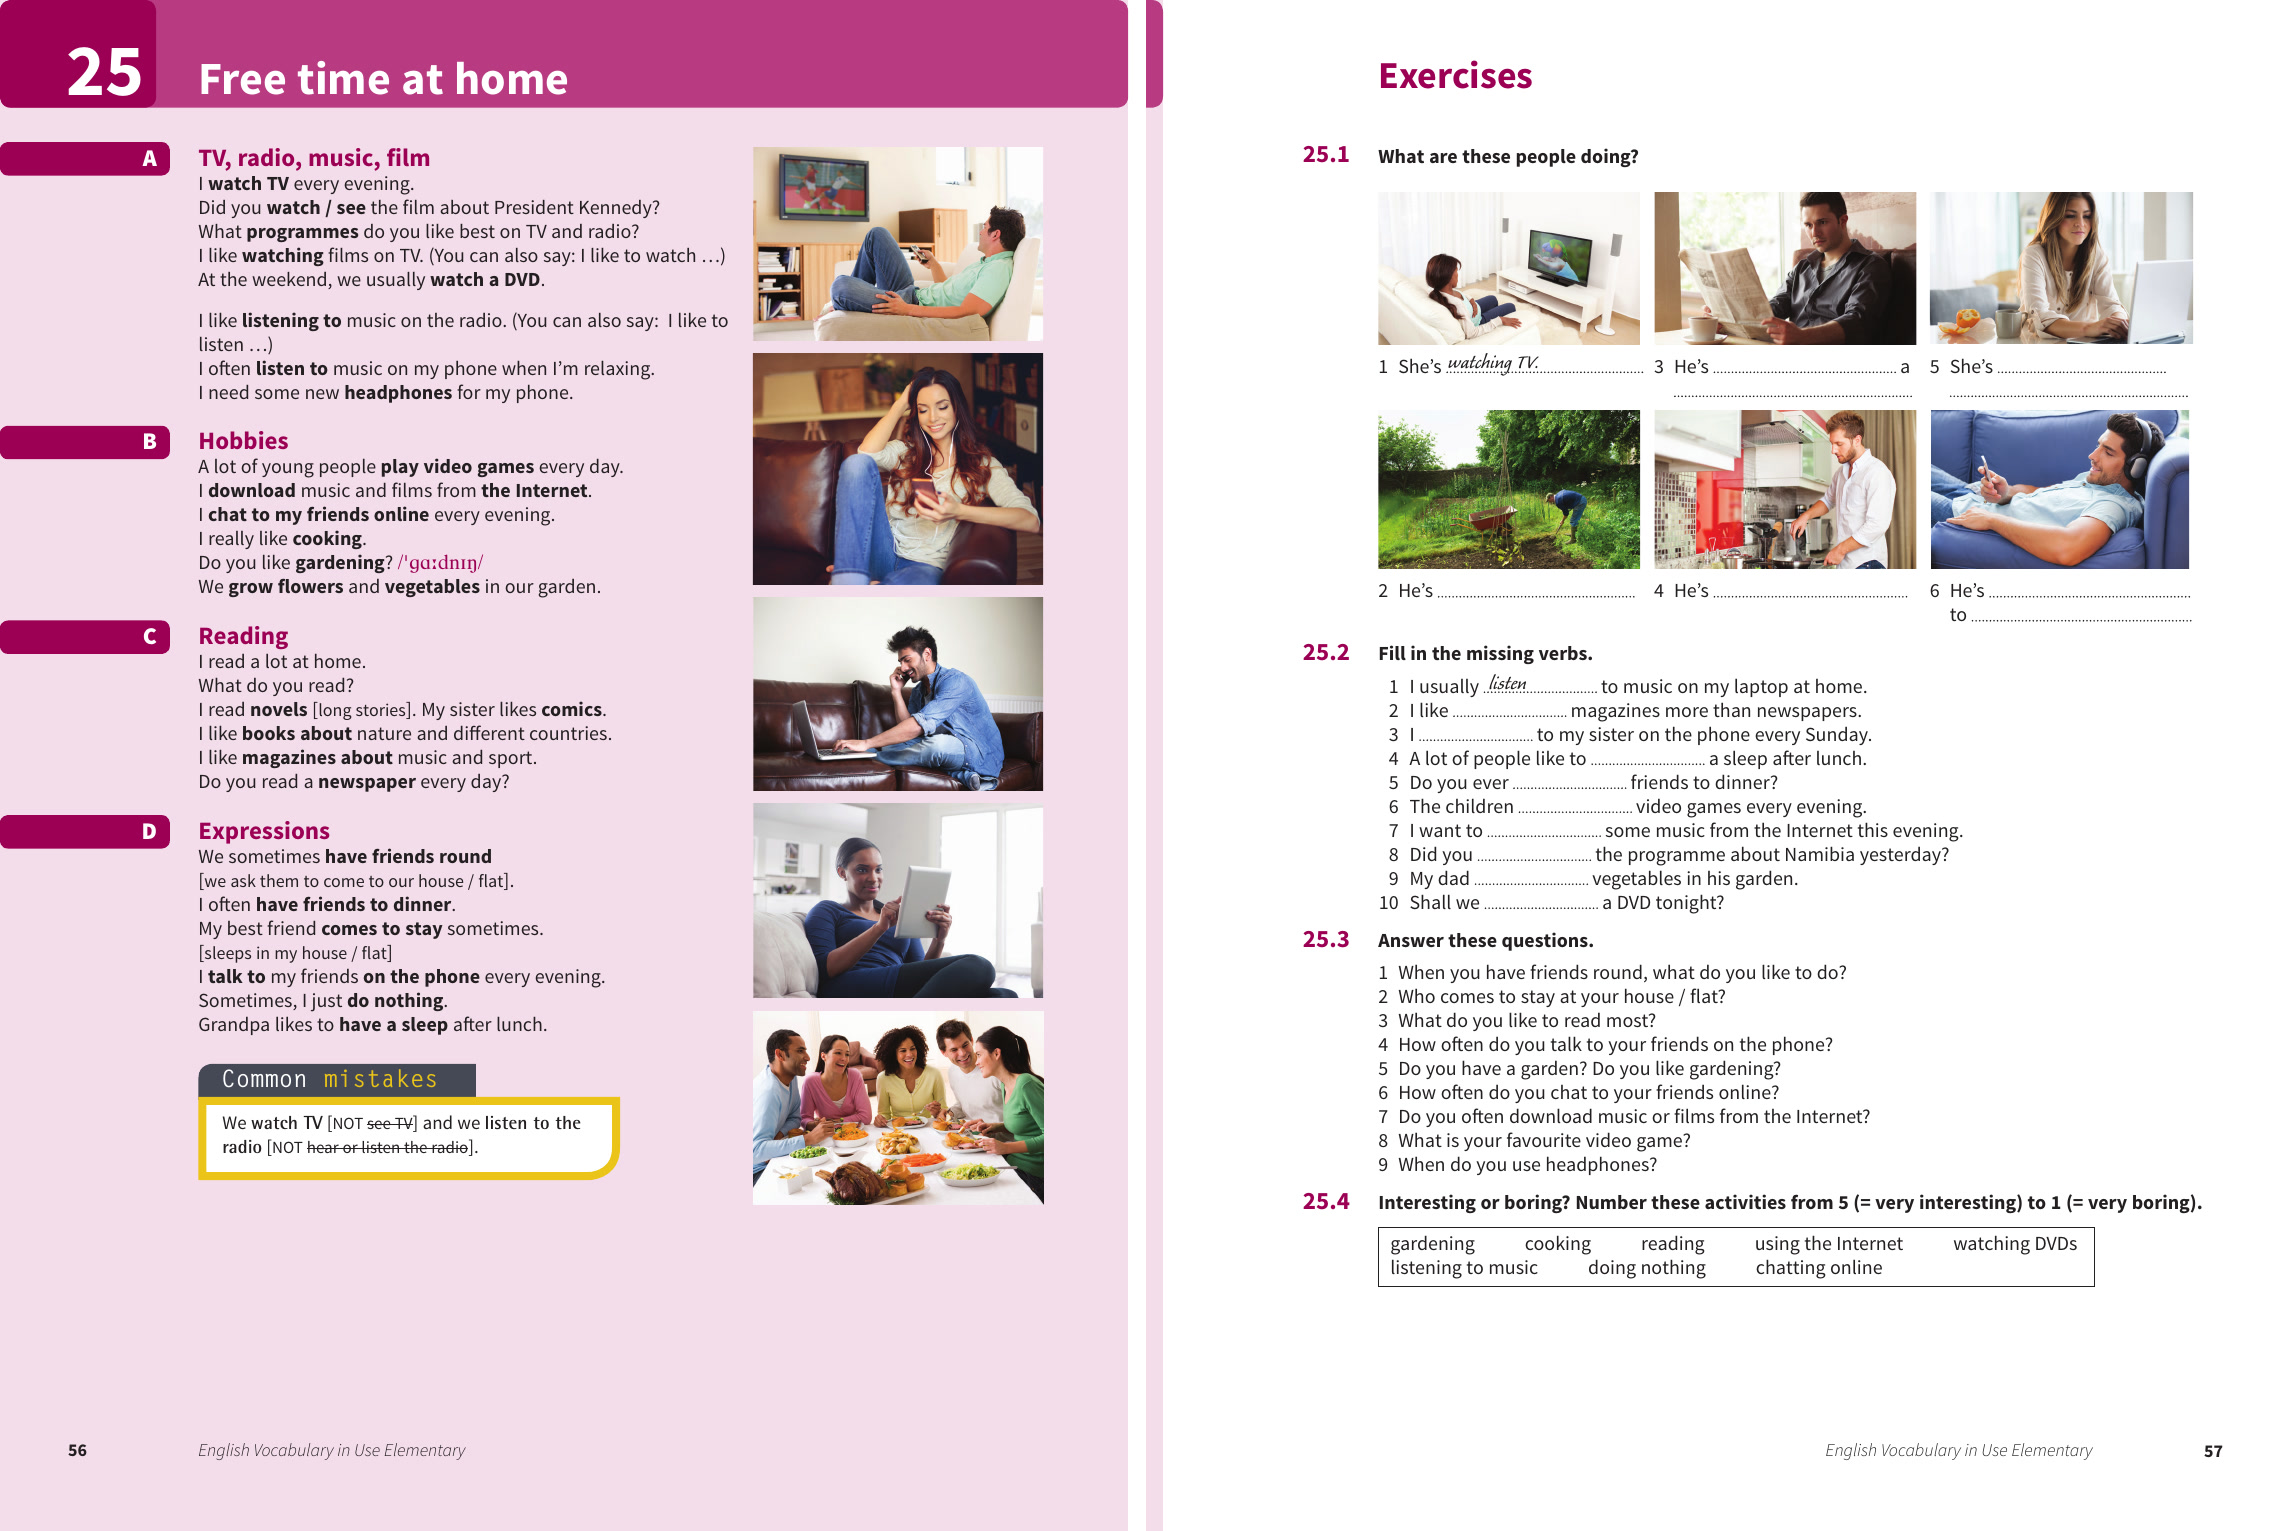 25
Free time at home
A
TV, radio, music, film
I watch TV every evening.
Did you watch / see the film about President Kennedy?
What programmes do you like best on TV and radio?
I like watching films on TV. (You can also say: I like to watch …)
At the weekend, we usually watch a DVD.
I like listening to music on the radio. (You can also say:  I like to
listen …)
I often listen to music on my phone when I’m relaxing.
I need some new headphones for my phone.
B
Hobbies
A lot of young people play video games every day.
I download music and films from the Internet.
I chat to my friends online every evening.
I really like cooking.
Do you like gardening? /ˈgɑːdnɪŋ/
We grow flowers and vegetables in our garden.
C
Reading
I read a lot at home.
What do you read?
I read novels [long stories]. My sister likes comics.
I like books about nature and different countries.
I like magazines about music and sport.
Do you read a newspaper every day?
D
Expressions
We sometimes have friends round
[we ask them to come to our house / flat].
I often have friends to dinner.
My best friend comes to stay sometimes.
[sleeps in my house / flat]
I talk to my friends on the phone every evening.
Sometimes, I just do nothing.
Grandpa likes to have a sleep after lunch.
Common mistakes
We watch TV [NOT see TV] and we listen to the
radio [NOT hear or listen the radio].
56
English Vocabulary in Use Elementary
Exercises
25.1 What are these people doing?
1 She’s watching TV.
3 He’s ........................ a
........................
5 She’s ........................
........................
2 He’s ........................
4 He’s ........................
6 He’s ........................
to ........................
25.2 Fill in the missing verbs.
1 I usually listen to music on my laptop at home.
2 I like ........................ magazines more than newspapers.
3 I ........................ to my sister on the phone every Sunday.
4 A lot of people like to ........................ a sleep after lunch.
5 Do you ever ........................ friends to dinner?
6 The children ........................ video games every evening.
7 I want to ........................ some music from the Internet this evening.
8 Did you ........................ the programme about Namibia yesterday?
9 My dad ........................ vegetables in his garden.
10 Shall we ........................ a DVD tonight?
25.3 Answer these questions.
1 When you have friends round, what do you like to do?
2 Who comes to stay at your house / flat?
3 What do you like to read most?
4 How often do you talk to your friends on the phone?
5 Do you have a garden? Do you like gardening?
6 How often do you chat to your friends online?
7 Do you often download music or films from the Internet?
8 What is your favourite video game?
9 When do you use headphones?
25.4 Interesting or boring? Number these activities from 5 (= very interesting) to 1 (= very boring).
gardening cooking reading using the Internet watching DVDs
listening to music doing nothing chatting online
English Vocabulary in Use Elementary
57